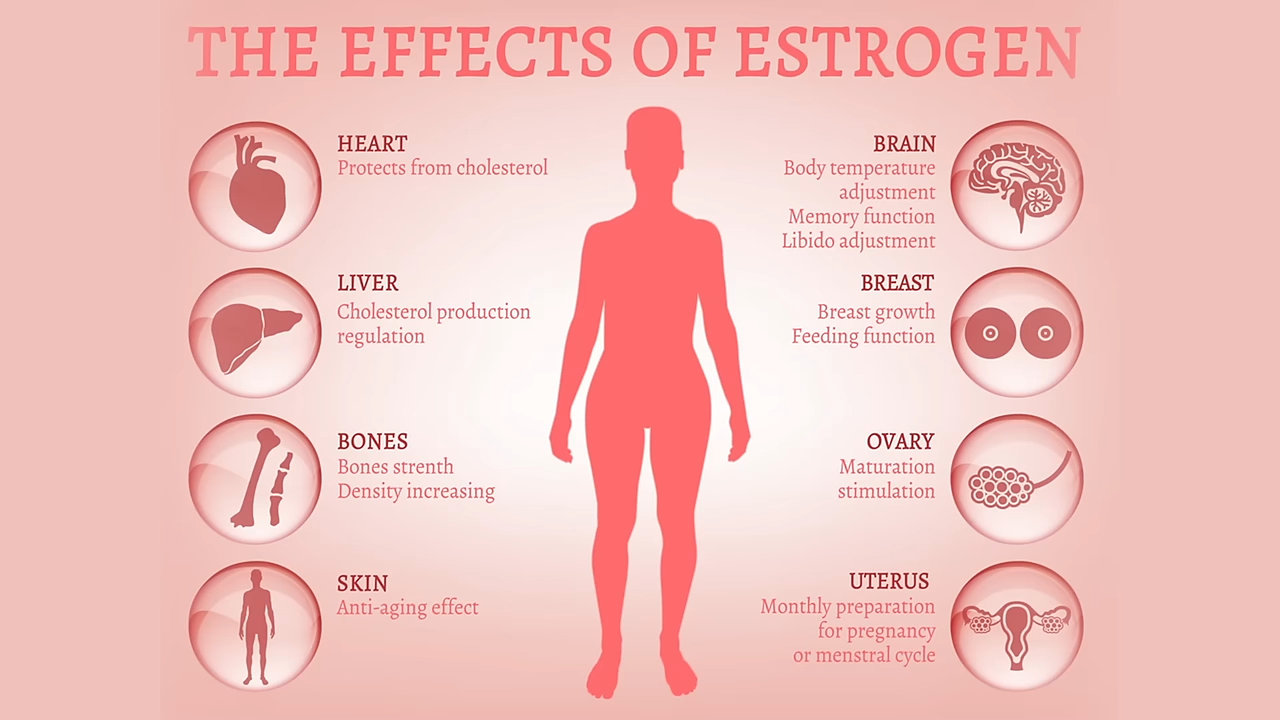 THE EFFECTS OF ESTROGEN
HEART
Protects from cholesterol
LIVER
Cholesterol production
regulation
BONES
Bones strenth
Density increasing
SKIN
Anti-aging effect
BRAIN
Body temperature
adjustment
Memory function
Libido adjustment
BREAST
Breast growth
Feeding function
OVARY
Maturation
stimulation
UTERUS
Monthly preparation
for pregnancy
or menstral cycle